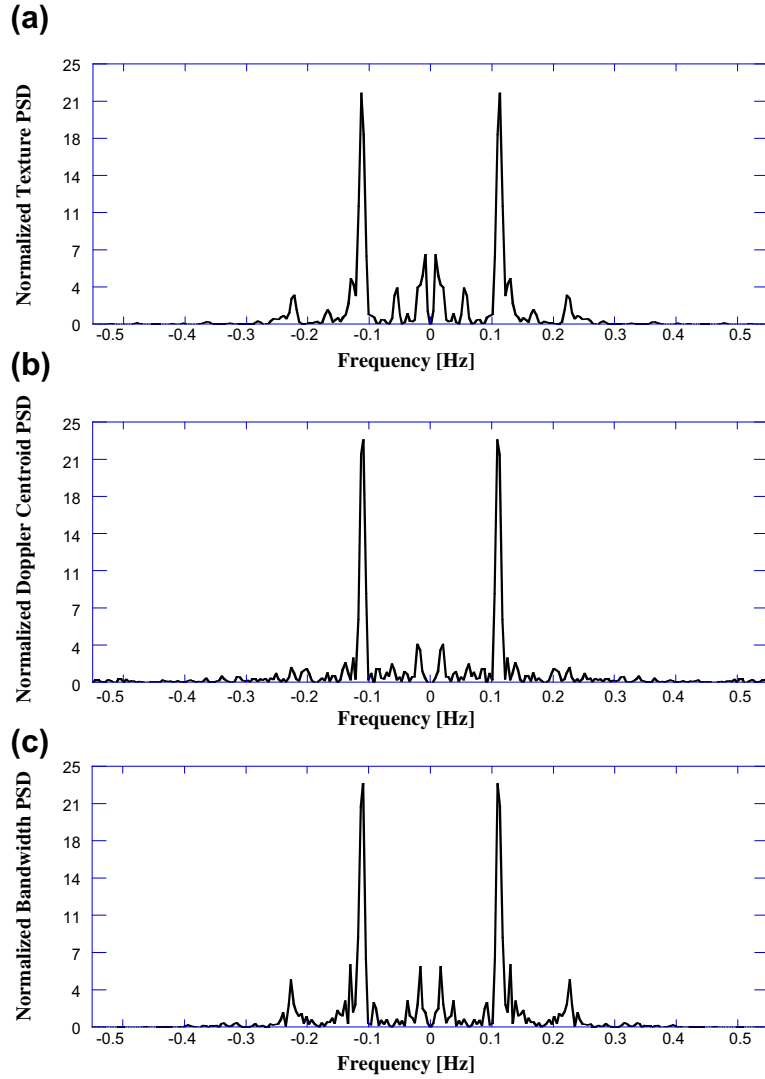 (a)
Normalized Texture PSD
25
21
18
14
11
7
4
0
-0.5 -0.4 -0.3 -0.2 -0.1 0 0.1 0.2 0.3 0.4 0.5
Frequency [Hz]
(b)
Normalized Doppler Centroid PSD
25
21
18
14
11
7
4
0
-0.5 -0.4 -0.3 -0.2 -0.1 0 0.1 0.2 0.3 0.4 0.5
Frequency [Hz]
(c)
Normalized Bandwidth PSD
25
21
18
14
11
7
4
0
-0.5 -0.4 -0.3 -0.2 -0.1 0 0.1 0.2 0.3 0.4 0.5
Frequency [Hz]